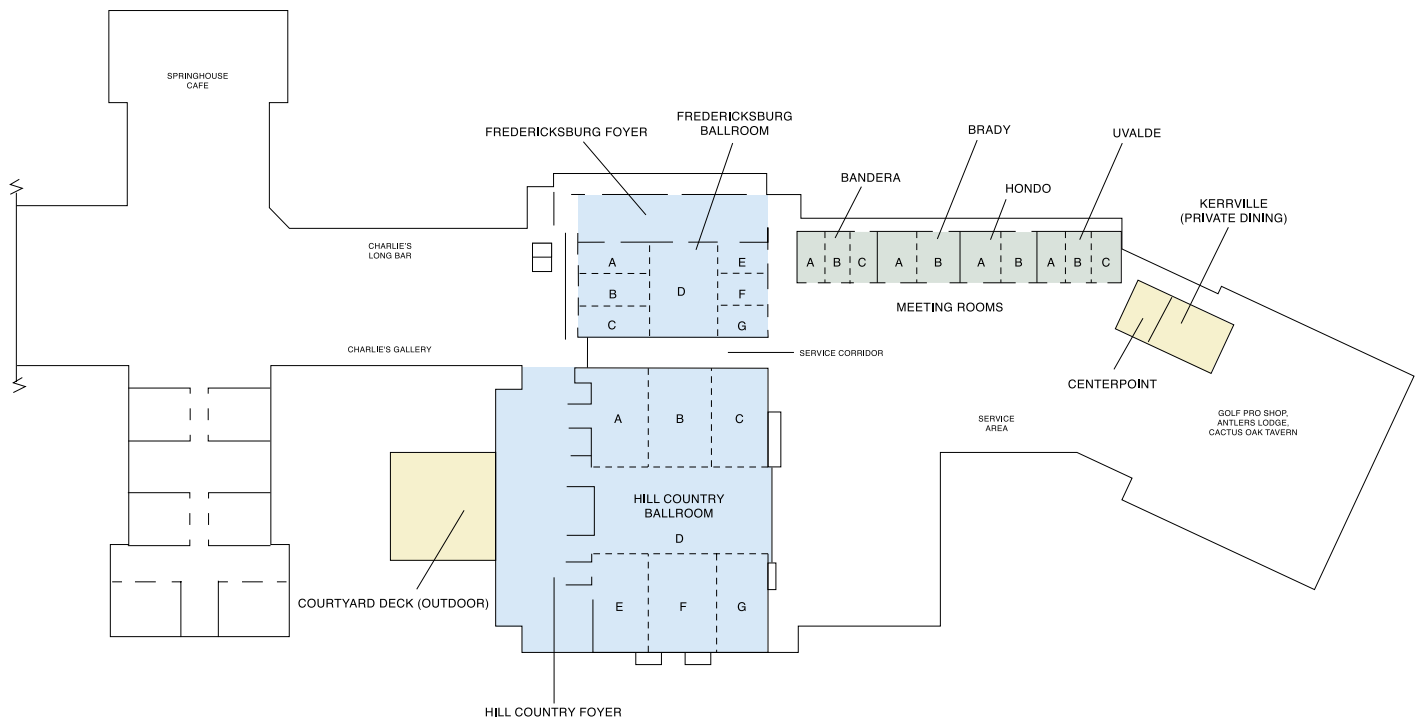 SPRINGHOUSE
CAFE
FREDERICKSBURG FOYER
FREDERICKSBURG
BALLROOM
BRADY
UVALDE
BANDERA
HONDO
KERRVILLE
(PRIVATE DINING)
CHARLIE'S
LONG BAR
A
B
C
D
E
F
G
A B C A B A B A B C
MEETING ROOMS
CHARLIE'S GALLERY
SERVICE CORRIDOR
CENTERPOINT
A B C
SERVICE
AREA
GOLF PRO SHOP,
ANTLERS LODGE,
CACTUS OAK TAVERN
HILL COUNTRY
BALLROOM
D
COURTYARD DECK (OUTDOOR)
E F G
HILL COUNTRY FOYER